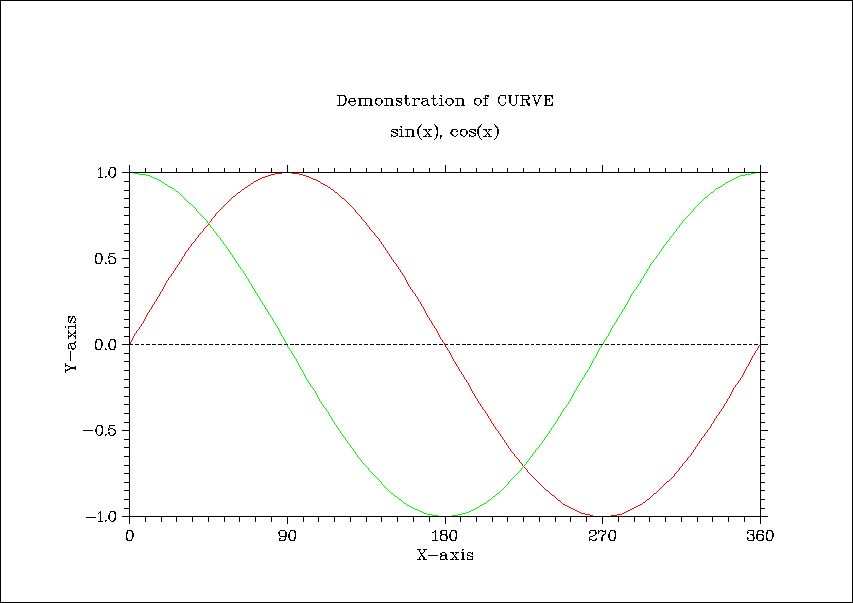 Demonstration of CURVE
sin(x), cos(x)
1.0
0.5
0.0
−0.5
−1.0
Y−axis
0 90 180 270 360
X−axis